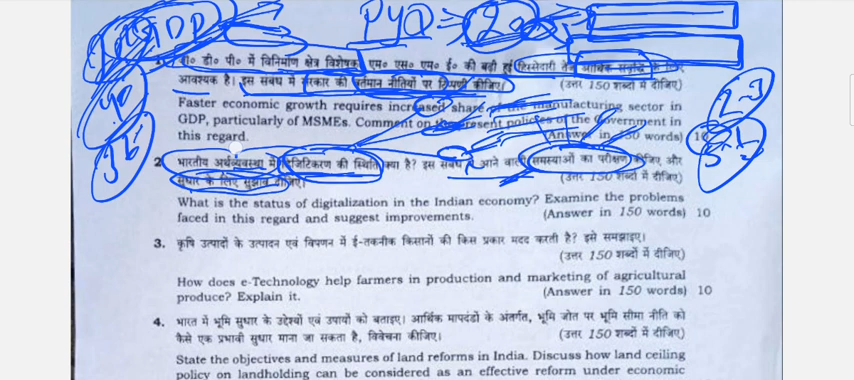 GDP
PYQ → 20
1. जी० डी० पी० में विनिर्माण क्षेत्र विशेषकर एम० एस० एम० ई० की बढ़ी हुई हिस्सेदारी तेज आर्थिक संवृद्धि के लिए
आवश्यक है। इस संबंध में सरकार की वर्तमान नीतियों पर टिप्पणी कीजिए। (उत्तर 150 शब्दों में दीजिए)
Faster economic growth requires increased share of the manufacturing sector in
GDP, particularly of MSMEs. Comment on the present policies of the Government in
this regard. (Answer in 150 words) 10
2. भारतीय अर्थव्यवस्था में डिजिटिकरण की स्थिति क्या है? इस संबंध में आने वाली समस्याओं का परीक्षण कीजिए और
सुधार के लिए सुझाव दीजिए। (उत्तर 150 शब्दों में दीजिए)
What is the status of digitalization in the Indian economy? Examine the problems
faced in this regard and suggest improvements. (Answer in 150 words) 10
3. कृषि उत्पादों के उत्पादन एवं विपणन में ई-तकनीक किसानों की किस प्रकार मदद करती है? इसे समझाइए।
(उत्तर 150 शब्दों में दीजिए)
How does e-Technology help farmers in production and marketing of agricultural
produce? Explain it. (Answer in 150 words) 10
4. भारत में भूमि सुधार के उद्देश्यों एवं उपायों को बताइए। आर्थिक मापदंडों के अंतर्गत, भूमि जोत पर भूमि सीमा नीति को
कैसे एक प्रभावी सुधार माना जा सकता है, विवेचना कीजिए। (उत्तर 150 शब्दों में दीजिए)
State the objectives and measures of land reforms in India. Discuss how land ceiling
policy on landholding can be considered as an effective reform under economic